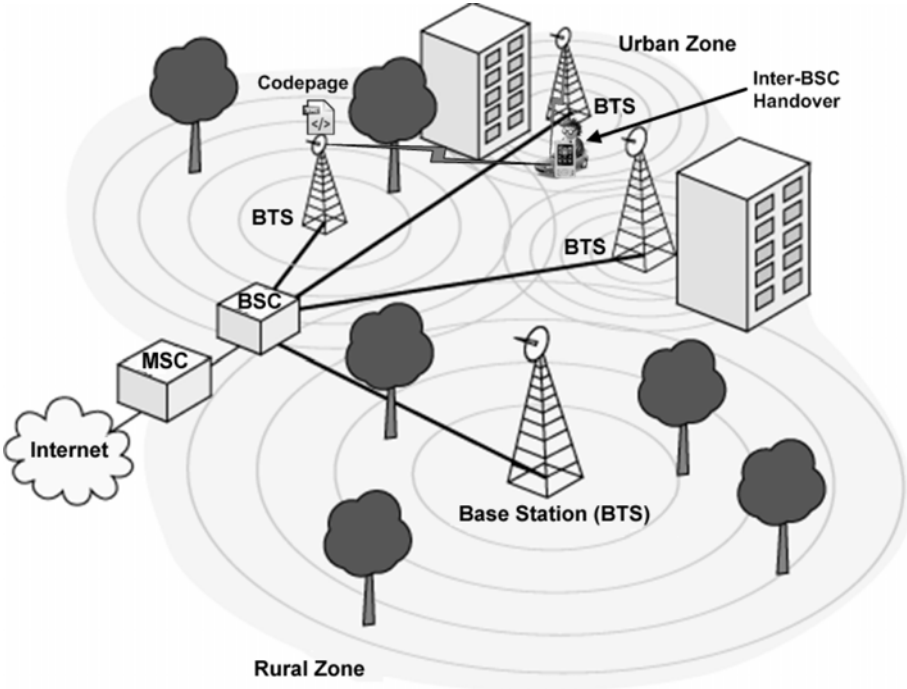 Urban Zone
Codepage
</>
Inter-BSC
Handover
BTS
BTS
BTS
BSC
MSC
Internet
Base Station (BTS)
Rural Zone